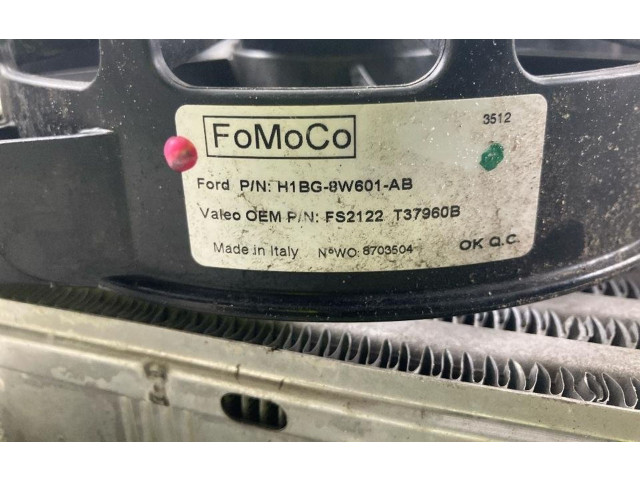 FoMoCo
3512
Ford P/N: H1BG-8W601-AB
Valeo OEM P/N: FS2122 T37960B
Made in Italy N°WO: 8703504
OK Q.C.